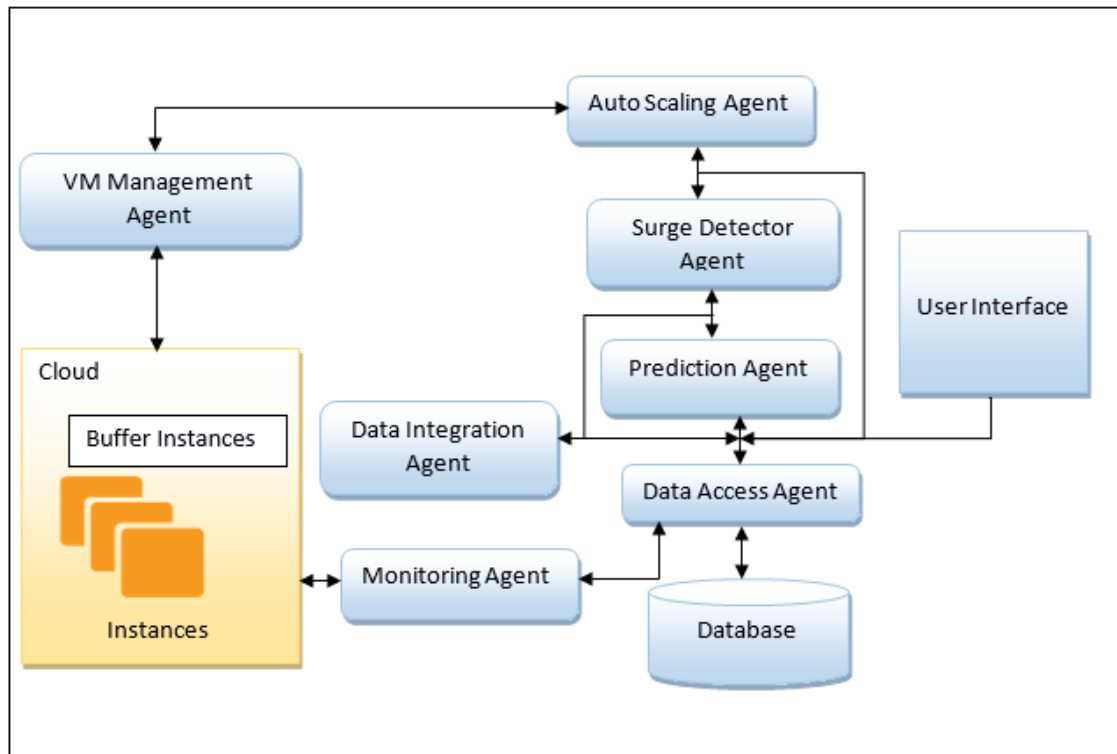 Auto Scaling Agent
VM Management
Agent
Surge Detector
Agent
User Interface
Cloud
Prediction Agent
Buffer Instances
Data Integration
Agent
Data Access Agent
Monitoring Agent
Instances
Database